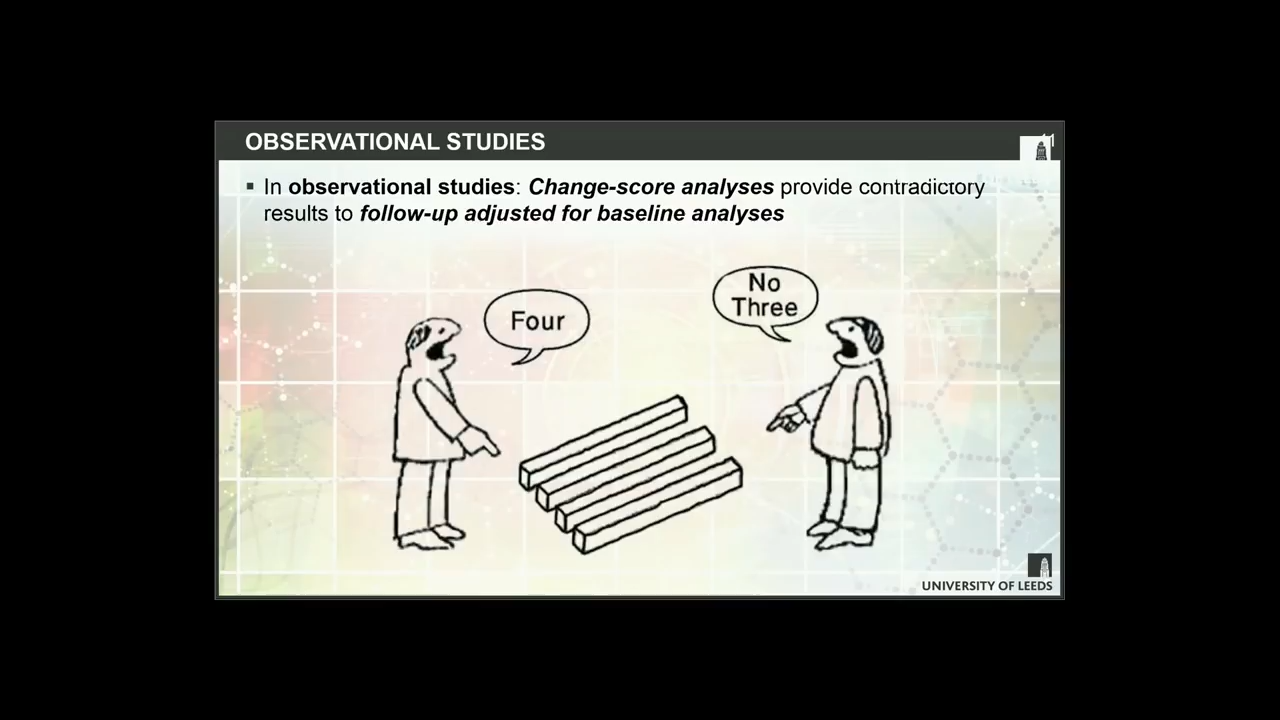 OBSERVATIONAL STUDIES
▪ In observational studies: Change-score analyses provide contradictory
results to follow-up adjusted for baseline analyses
Four
No
Three
UNIVERSITY OF LEEDS